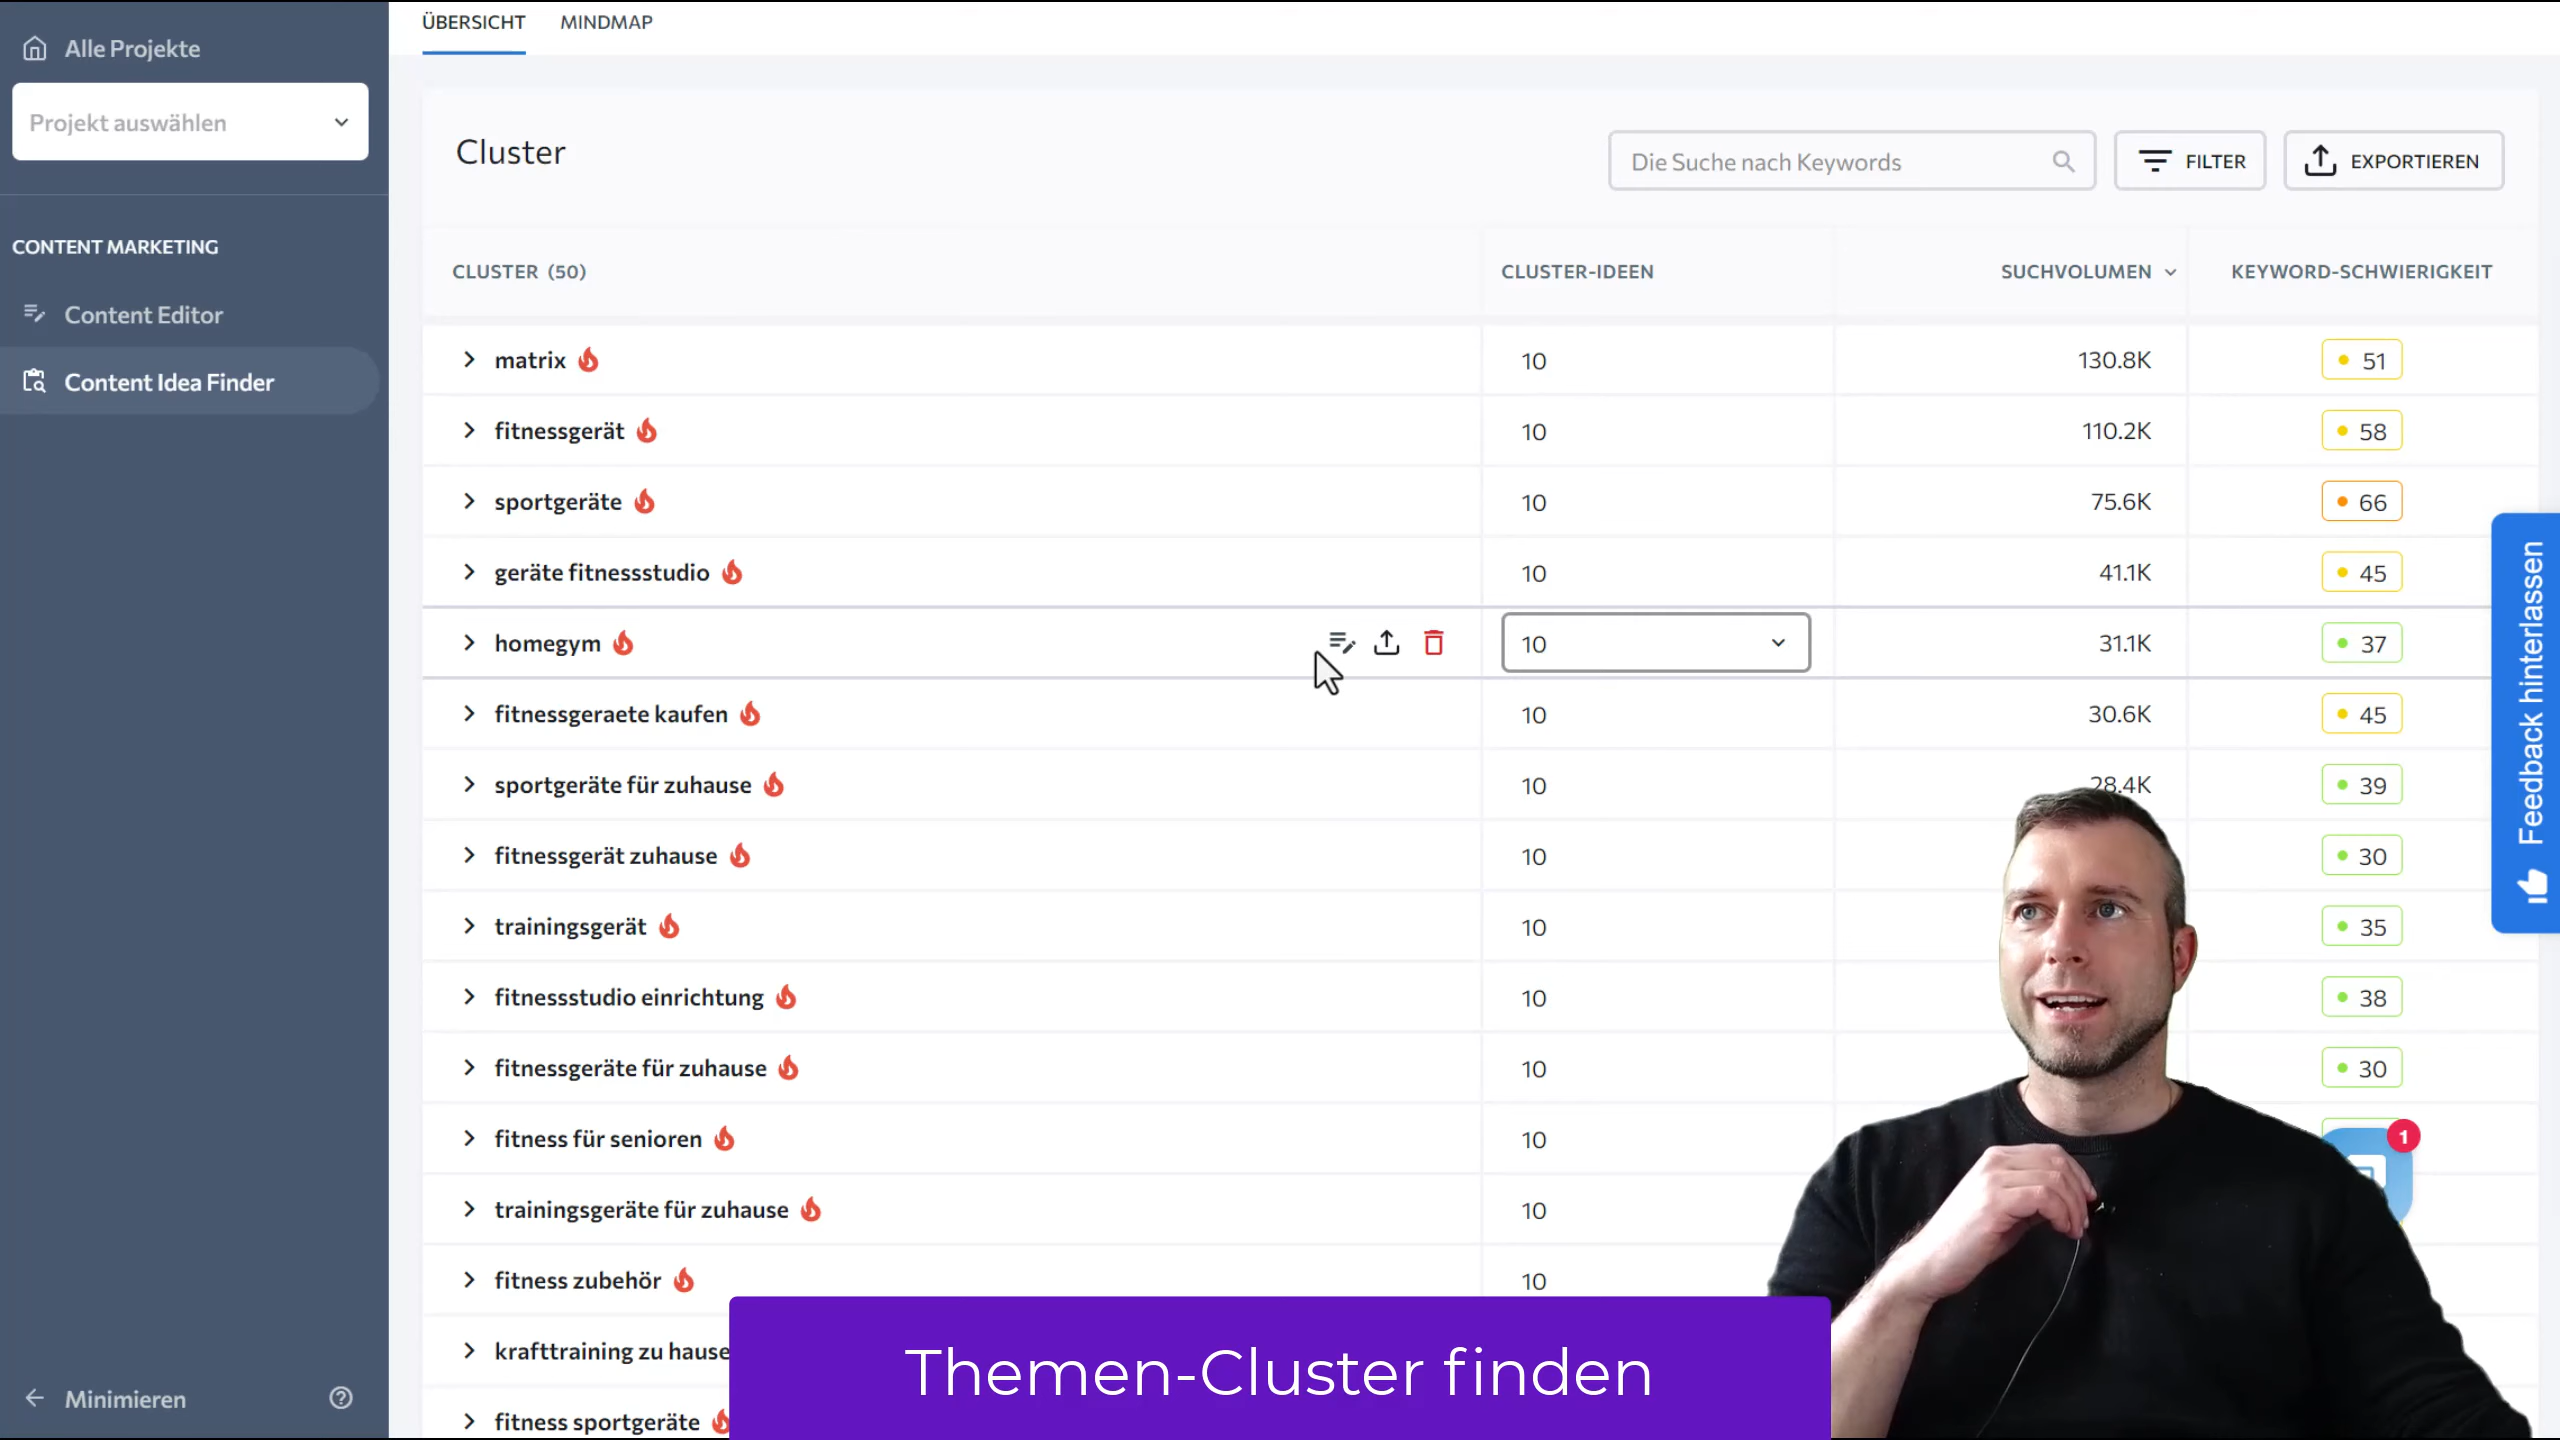 Alle Projekte
Projekt auswählen
CONTENT MARKETING
Content Editor
Content Idea Finder
Minimieren
ÜBERSICHT MINDMAP
Cluster
Die Suche nach Keywords
FILTER
EXPORTIEREN
CLUSTER (50) CLUSTER-IDEEN SUCHVOLUMEN KEYWORD-SCHWIERIGKEIT
matrix 10 130.8K 51
fitnessgerät 10 110.2K 58
sportgeräte 10 75.6K 66
geräte fitnessstudio 10 41.1K 45
homegym 10 31.1K 37
fitnessgeraete kaufen 10 30.6K 45
sportgeräte für zuhause 10 28.4K 39
fitnessgerät zuhause 10 30
trainingsgerät 10 35
fitnessstudio einrichtung 10 38
fitnessgeräte für zuhause 10 30
fitness für senioren 10
trainingsgeräte für zuhause 10
fitness zubehör 10
krafttraining zu hause
fitness sportgeräte
Feedback hinterlassen
1
Themen-Cluster finden